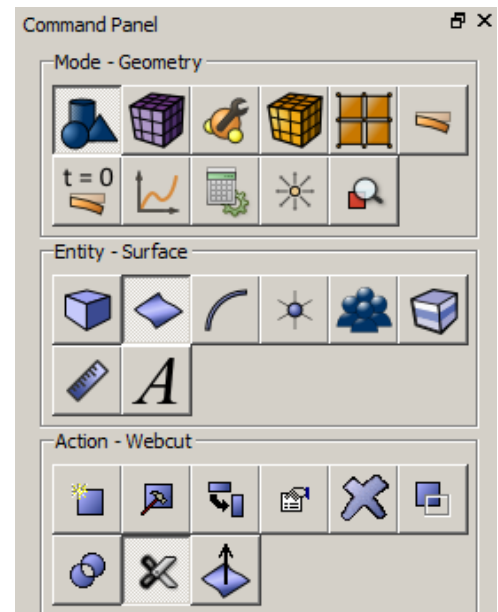 Command Panel
Mode - Geometry
t = 0
Entity - Surface
A
Action - Webcut